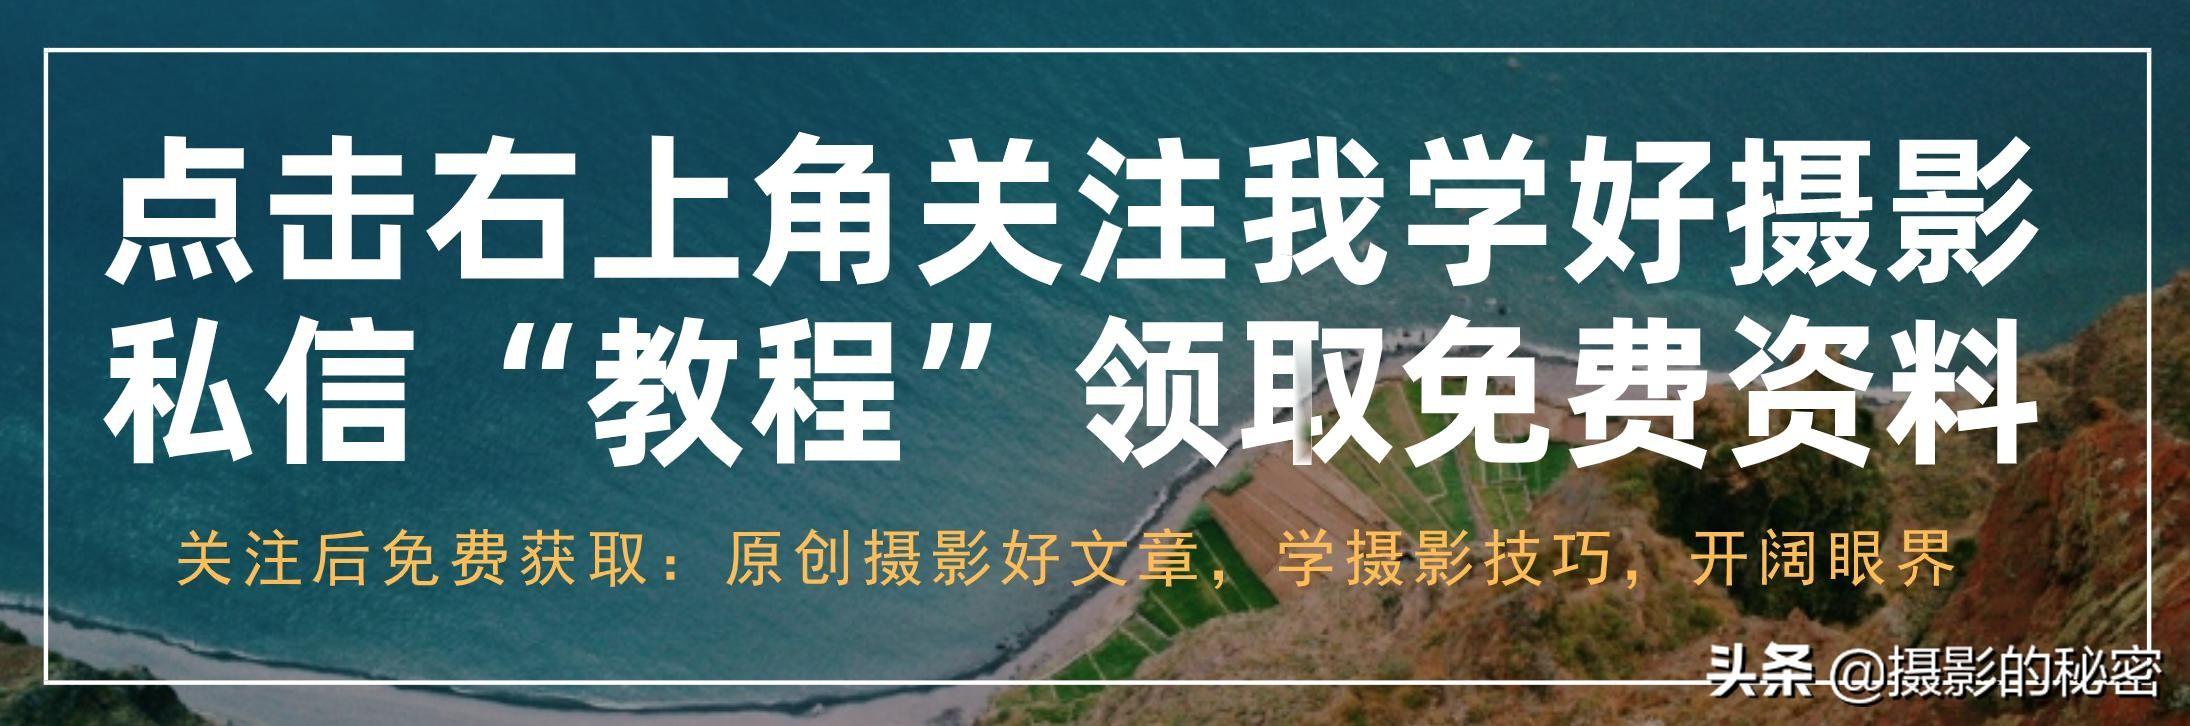 点击右上角关注我学好摄影
私信“教程”领取免费资料
关注后免费获取：原创摄影好文章，学摄影技巧，开阔眼界
头条 @摄影的秘密